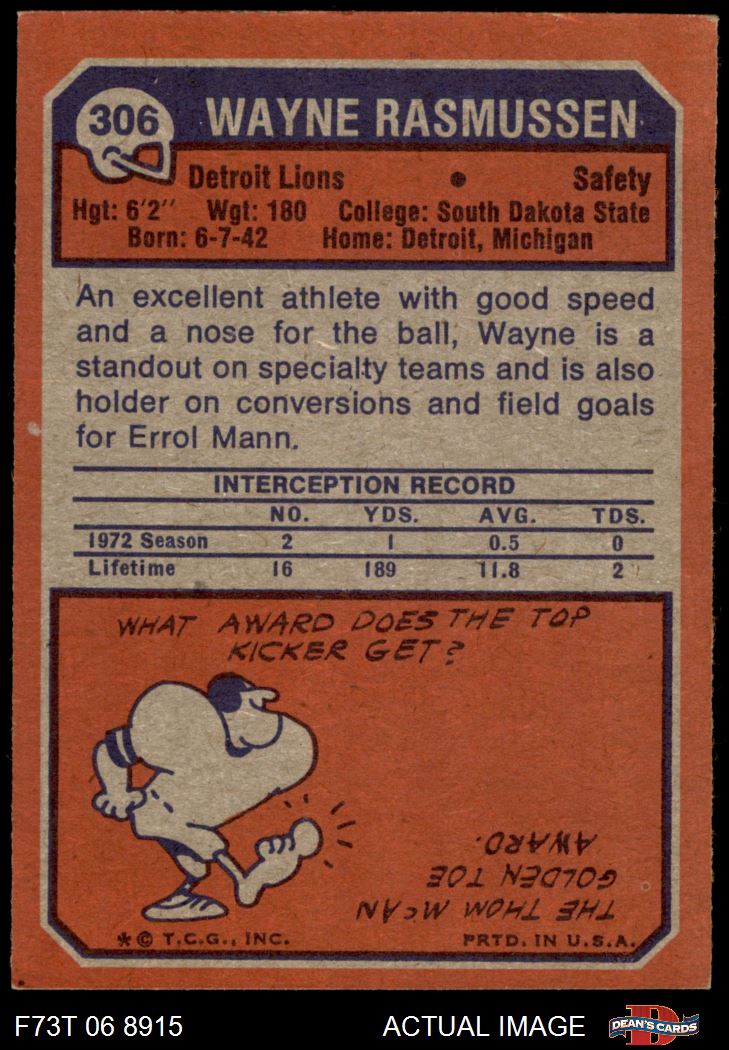 306
WAYNE RASMUSSEN
Detroit Lions • Safety
Hgt: 6'2" Wgt: 180 College: South Dakota State
Born: 6-7-42 Home: Detroit, Michigan
An excellent athlete with good speed
and a nose for the ball, Wayne is a
standout on specialty teams and is also
holder on conversions and field goals
for Errol Mann.
INTERCEPTION RECORD
NO. YDS. AVG. TDS.
1972 Season 2 1 0.5 0
Lifetime 16 189 11.8 2
WHAT AWARD DOES THE TOP
KICKER GET?
THE THOM McAN
GOLDEN TOE
AWARD.
*© T.C.G., INC. PRTD. IN U.S.A.
F73T 06 8915 ACTUAL IMAGE
DEAN'S CARDS